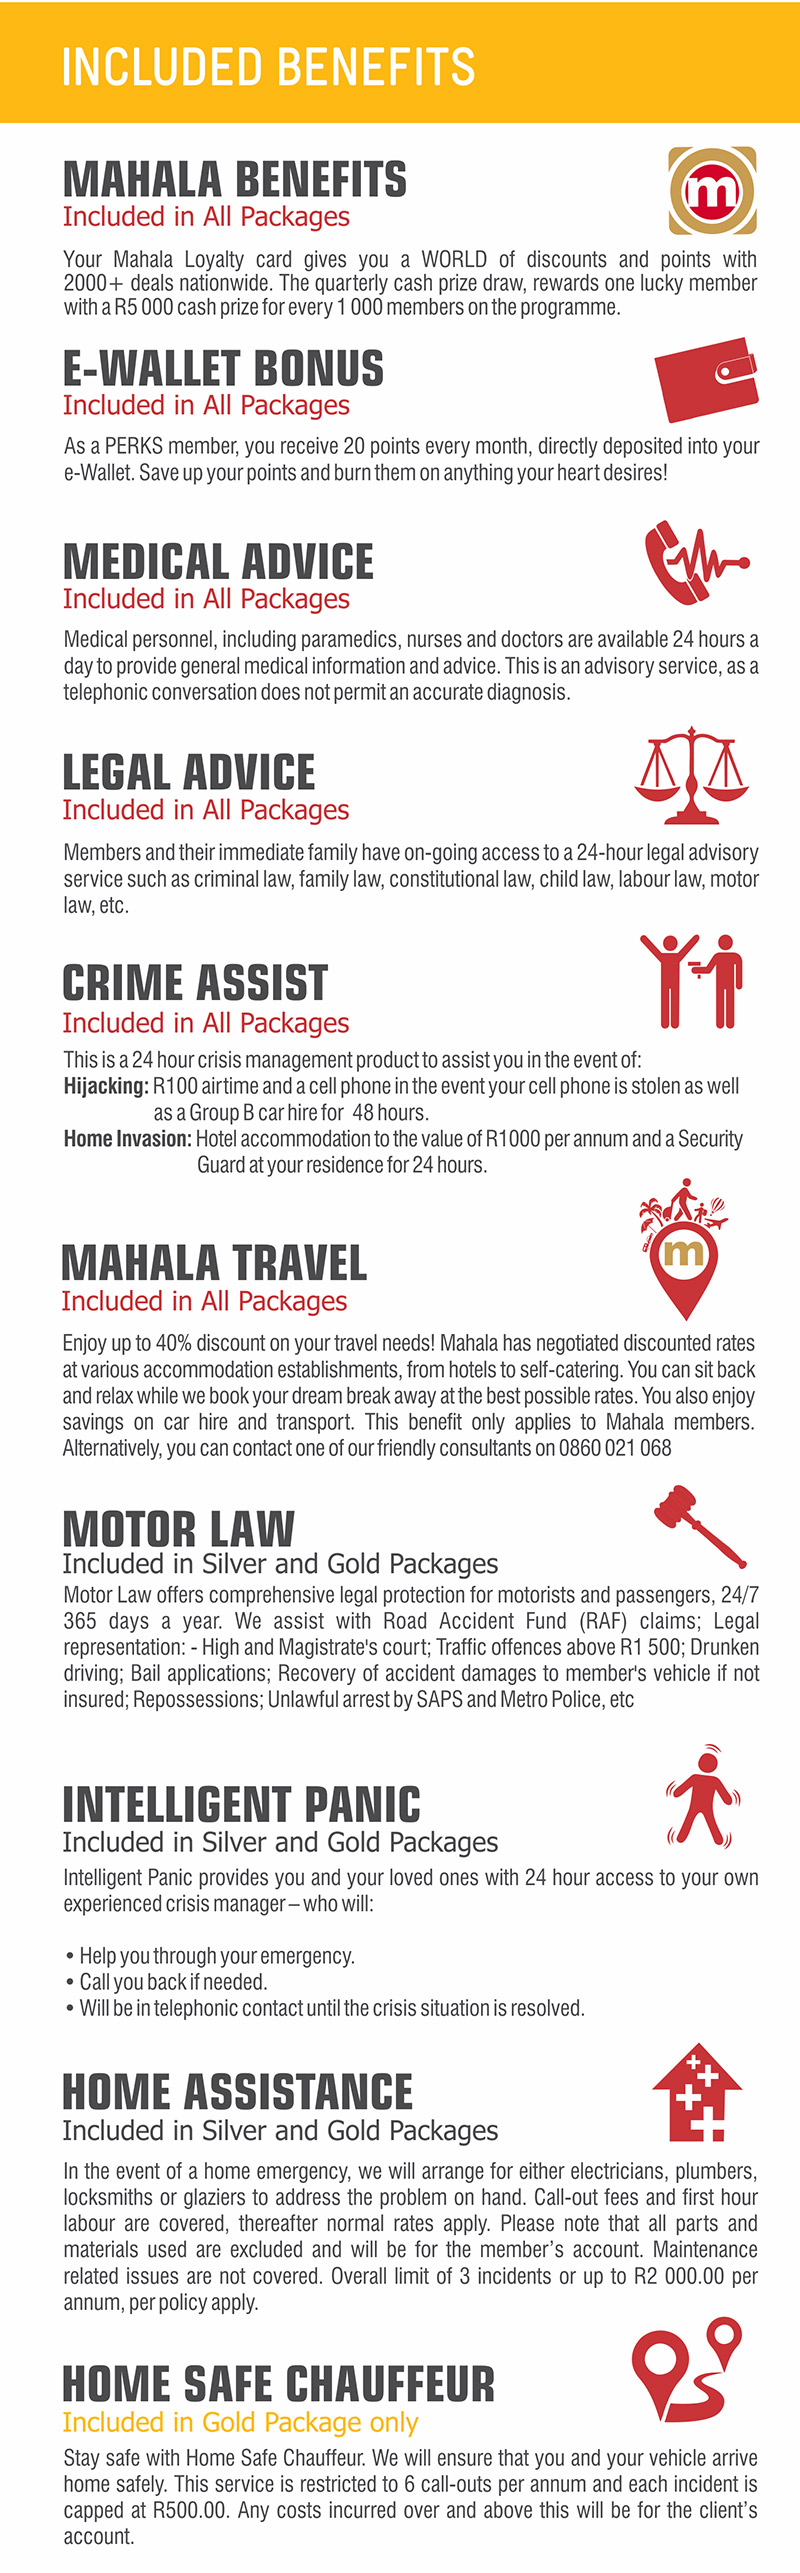 INCLUDED BENEFITS
MAHALA BENEFITS
Included in All Packages
m
Your Mahala Loyalty card gives you a WORLD of discounts and points with
2000+ deals nationwide. The quarterly cash prize draw, rewards one lucky member
with a R5 000 cash prize for every 1 000 members on the programme.
E-WALLET BONUS
Included in All Packages
As a PERKS member, you receive 20 points every month, directly deposited into your
e-Wallet. Save up your points and burn them on anything your heart desires!
MEDICAL ADVICE
Included in All Packages
Medical personnel, including paramedics, nurses and doctors are available 24 hours a
day to provide general medical information and advice. This is an advisory service, as a
telephonic conversation does not permit an accurate diagnosis.
LEGAL ADVICE
Included in All Packages
Members and their immediate family have on-going access to a 24-hour legal advisory
service such as criminal law, family law, constitutional law, child law, labour law, motor
law, etc.
CRIME ASSIST
Included in All Packages
This is a 24 hour crisis management product to assist you in the event of:
Hijacking: R100 airtime and a cell phone in the event your cell phone is stolen as well
as a Group B car hire for 48 hours.
Home Invasion: Hotel accommodation to the value of R1000 per annum and a Security
Guard at your residence for 24 hours.
MAHALA TRAVEL
Included in All Packages
m
Enjoy up to 40% discount on your travel needs! Mahala has negotiated discounted rates
at various accommodation establishments, from hotels to self-catering. You can sit back
and relax while we book your dream break away at the best possible rates. You also enjoy
savings on car hire and transport. This benefit only applies to Mahala members.
Alternatively, you can contact one of our friendly consultants on 0860 021 068
MOTOR LAW
Included in Silver and Gold Packages
Motor Law offers comprehensive legal protection for motorists and passengers, 24/7
365 days a year. We assist with Road Accident Fund (RAF) claims; Legal
representation: - High and Magistrate's court; Traffic offences above R1 500; Drunken
driving; Bail applications; Recovery of accident damages to member's vehicle if not
insured; Repossessions; Unlawful arrest by SAPS and Metro Police, etc
INTELLIGENT PANIC
Included in Silver and Gold Packages
Intelligent Panic provides you and your loved ones with 24 hour access to your own
experienced crisis manager – who will:
• Help you through your emergency.
• Call you back if needed.
• Will be in telephonic contact until the crisis situation is resolved.
HOME ASSISTANCE
Included in Silver and Gold Packages
In the event of a home emergency, we will arrange for either electricians, plumbers,
locksmiths or glaziers to address the problem on hand. Call-out fees and first hour
labour are covered, thereafter normal rates apply. Please note that all parts and
materials used are excluded and will be for the member’s account. Maintenance
related issues are not covered. Overall limit of 3 incidents or up to R2 000.00 per
annum, per policy apply.
HOME SAFE CHAUFFEUR
Included in Gold Package only
Stay safe with Home Safe Chauffeur. We will ensure that you and your vehicle arrive
home safely. This service is restricted to 6 call-outs per annum and each incident is
capped at R500.00. Any costs incurred over and above this will be for the client’s
account.